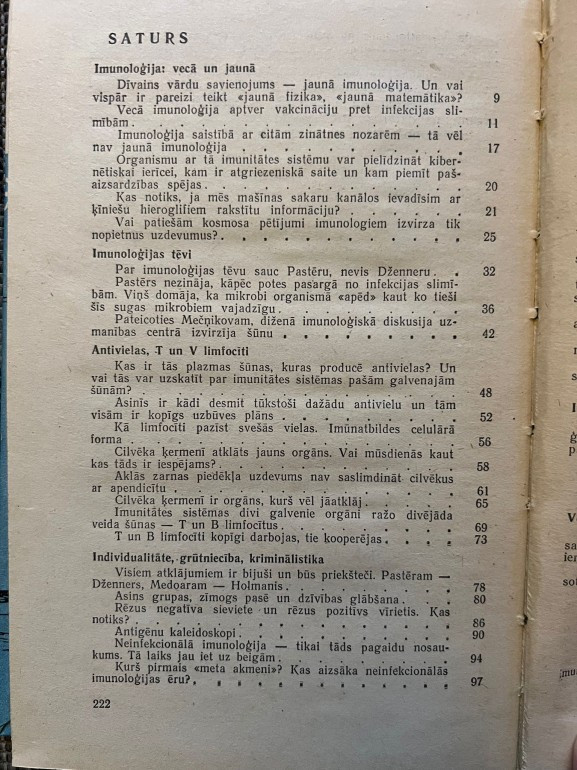 SATURS
Imunoloģija: vecā un jaunā
Dīvains vārdu savienojums — jaunā imunoloģija. Un vai
vispār ir pareizi teikt «jaunā fizika», «jaunā matemātika»? 9
Vecā imunoloģija aptver vakcināciju pret infekcijas sli-
mībām . . . . . . . . . . 11
Imunoloģija saistībā ar citām zinātnes nozarēm — tā vēl
nav jaunā imunoloģija . . . . . . . . 17
Organismu ar tā imunitātes sistēmu var pielīdzināt kiber-
nētiskai ierīcei, kam ir atgriezeniskā saite un kam piemīt paš-
aizsardzības spējas . . . . . . . . 20
Kas notiks, ja mēs mašīnas sakaru kanālos ievadīsim ar
ķīniešu hieroglifiem rakstītu informāciju? . . . . 21
Vai patiešām kosmosa pētījumi imunologiem izvirza tik
nopietnus uzdevumus? . . . . . . . . 25
Imunoloģijas tēvi
Par imunoloģijas tēvu sauc Pastēru, nevis Dženneru . . 32
Pastērs nezināja, kāpēc potes pasargā no infekcijas slimī-
bām. Viņš domāja, ka mikrobi organismā «apēd» kaut ko tieši
šīs sugas mikrobiem vajadzīgu . . . . . . 36
Pateicoties Mečņikovam, diženā imunoloģiskā diskusija uz-
manības centrā izvirzīja šūnu . . . . . . 42
Antivielas, T un V limfocīti
Kas ir tās plazmas šūnas, kuras producē antivielas? Un
vai tās var uzskatīt par imunitātes sistēmas pašām galvenajām
šūnām? . . . . . . . . . . 48
Asinīs ir kādi desmit tūkstoši dažādu antivielu un tām
visām ir kopīgs uzbūves plāns . . . . . . 52
Kā limfocīti pazīst svešās vielas. Imūnatbildes celulārā
forma . . . . . . . . . . 56
Cilvēka ķermenī atklāts jauns orgāns. Vai mūsdienās kaut
kas tāds ir iespējams? . . . . . . . . 58
Aklās zarnas piedēkļa uzdevums nav saslimdināt cilvēkus
ar apendicītu . . . . . . . . . 61
Cilvēka ķermenī ir orgāns, kurš vēl jāatklāj . . . 65
Imunitātes sistēmas divi galvenie orgāni ražo divējāda
veida šūnas — T un B limfocītus . . . . . . 69
T un B limfocīti kopīgi darbojas, tie kooperējas . . . 73
Individualitāte, grūtniecība, kriminālistika
Visiem atklājumiem ir bijuši un būs priekšteči. Pastēram —
Dženners, Medoaram — Holmanis . . . . . . 78
Asins grupas, zīmogs pasē un dzīvības glābšana . . . 80
Rēzus negatīva sieviete un rēzus pozitīvs vīrietis. Kas
notiks? . . . . . . . . . . 86
Antigēnu kaleidoskopi . . . . . . . . 90
Neinfekcionālā imunoloģija — tikai tāds pagaidu nosau-
kums. Tā laiks jau iet uz beigām . . . . . . 94
Kurš pirmais «meta akmeni»? Kas aizsāka neinfekcionālās
imunoloģijas ēru? . . . . . . . . . 97
222